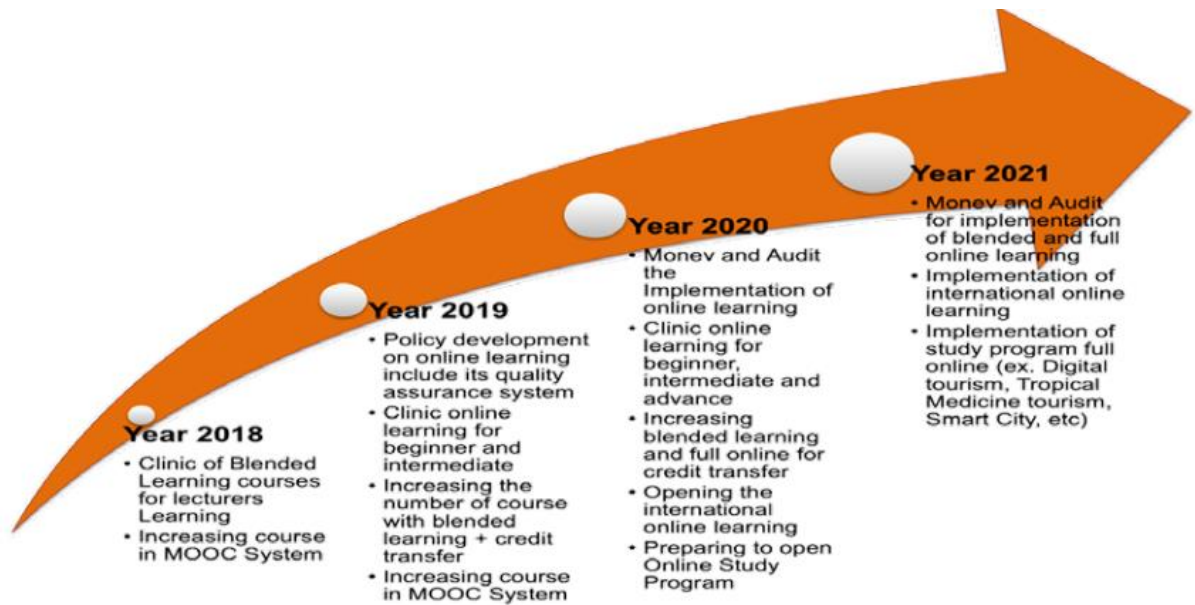 Year 2018
• Clinic of Blended
Learning courses
for lecturers
Learning
• Increasing course
in MOOC System
Year 2019
• Policy development
on online learning
include its quality
assurance system
• Clinic online
learning for
beginner and
intermediate
• Increasing the
number of course
with blended
learning + credit
transfer
• Increasing course
in MOOC System
Year 2020
• Monev and Audit
the
Implementation of
online learning
• Clinic online
learning for
beginner,
intermediate and
advance
• Increasing
blended learning
and full online for
credit transfer
• Opening the
international
online learning
• Preparing to open
Online Study
Program
Year 2021
• Monev and Audit
for implementation
of blended and full
online learning
• Implementation of
international online
learning
• Implementation of
study program full
online (ex. Digital
tourism, Tropical
Medicine tourism,
Smart City, etc)